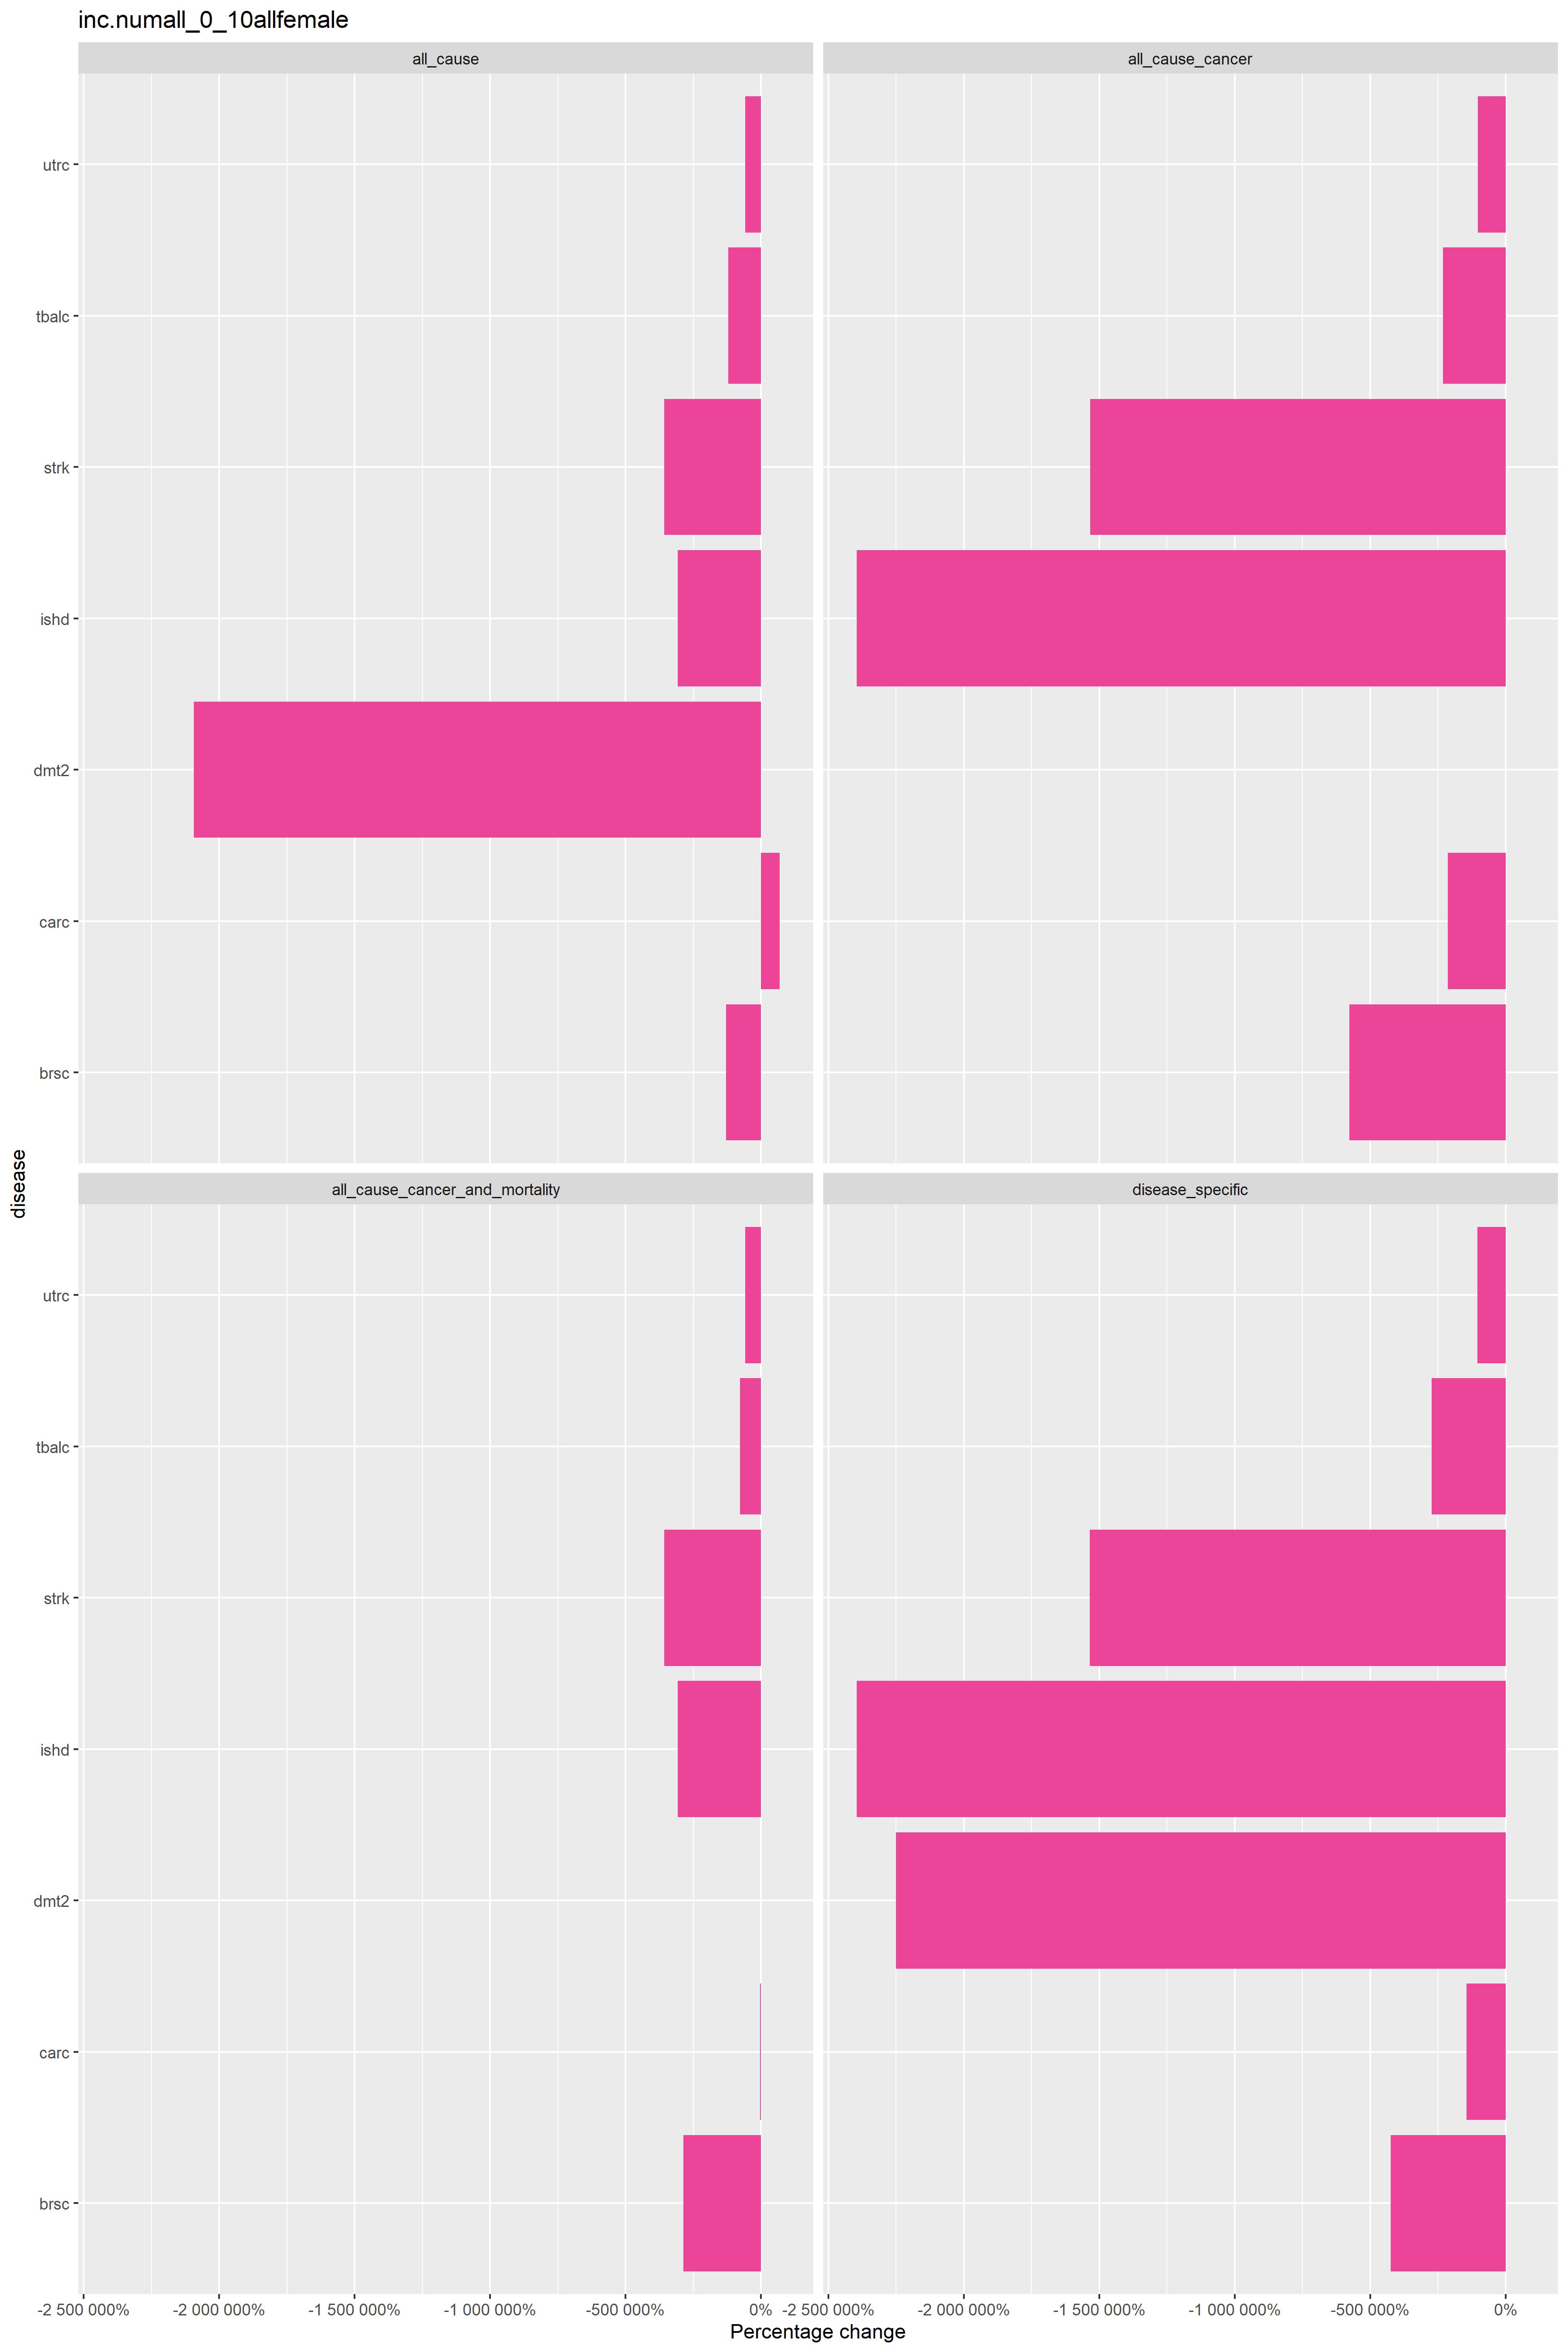 inc.numall_0_10allfemale
all_cause
all_cause_cancer
utrc
tbalc
strk
ishd
dmt2
carc
brsc
disease
all_cause_cancer_and_mortality
disease_specific
utrc
tbalc
strk
ishd
dmt2
carc
brsc
-2 500 000% -2 000 000% -1 500 000% -1 000 000% -500 000% 0% -2 500 000% -2 000 000% -1 500 000% -1 000 000% -500 000% 0%
Percentage change